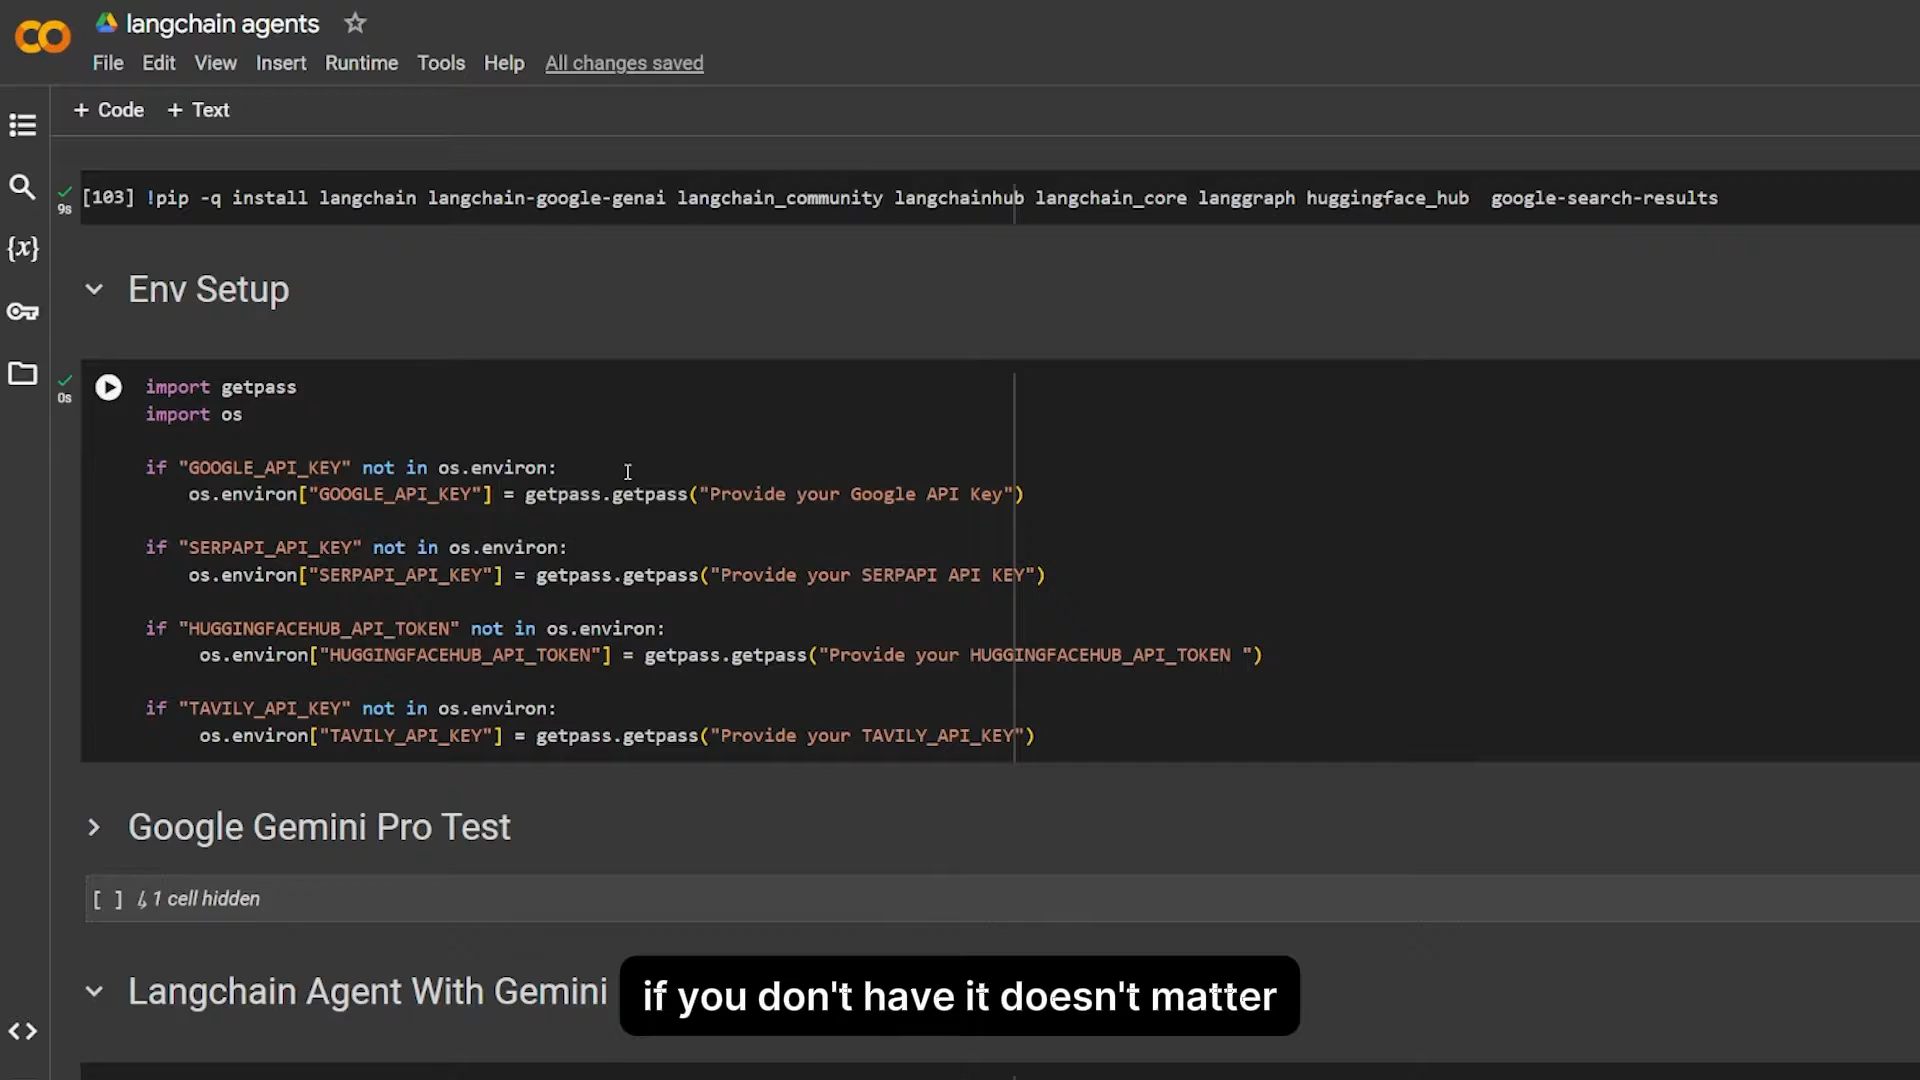 langchain agents
File Edit View Insert Runtime Tools Help All changes saved
+ Code + Text
[103] !pip -q install langchain langchain-google-genai langchain_community langchainhub langchain_core langgraph huggingface_hub  google-search-results
9s
{x}
Env Setup
0s
import getpass
import os
if "GOOGLE_API_KEY" not in os.environ:
    os.environ["GOOGLE_API_KEY"] = getpass.getpass("Provide your Google API Key")
if "SERPAPI_API_KEY" not in os.environ:
    os.environ["SERPAPI_API_KEY"] = getpass.getpass("Provide your SERPAPI API KEY")
if "HUGGINGFACEHUB_API_TOKEN" not in os.environ:
     os.environ["HUGGINGFACEHUB_API_TOKEN"] = getpass.getpass("Provide your HUGGINGFACEHUB_API_TOKEN ")
if "TAVILY_API_KEY" not in os.environ:
     os.environ["TAVILY_API_KEY"] = getpass.getpass("Provide your TAVILY_API_KEY")
Google Gemini Pro Test
[ ] ↳ 1 cell hidden
Langchain Agent With Gemini
if you don't have it doesn't matter